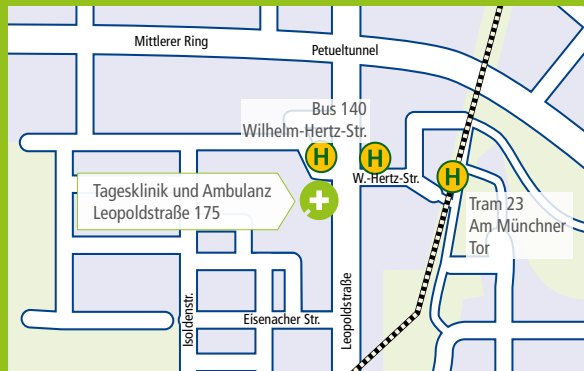 Mittlerer Ring
Petueltunnel
Bus 140
Wilhelm-Hertz-Str.
H
H
W.-Hertz-Str.
H
Tagesklinik und Ambulanz
Leopoldstraße 175
Tram 23
Am Münchner
Tor
Isoldenstr.
Eisenacher Str.
Leopoldstraße